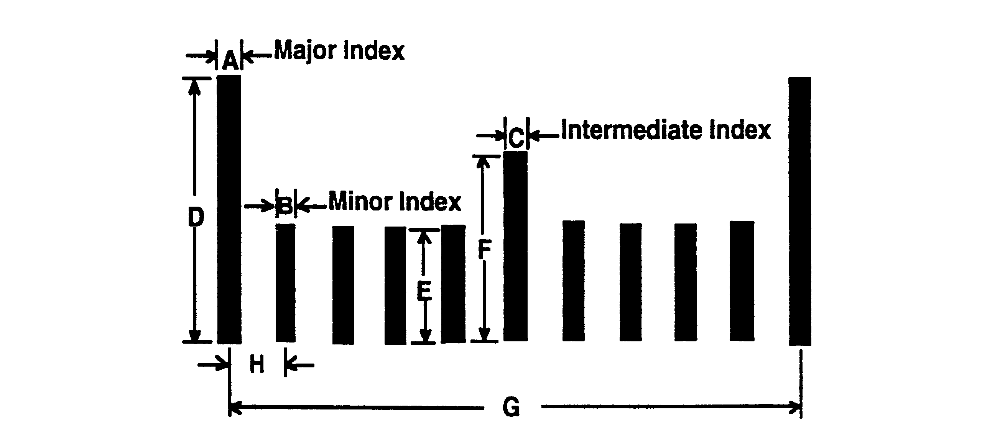 A Major Index
C Intermediate Index
B Minor Index
D
F
E
H
G